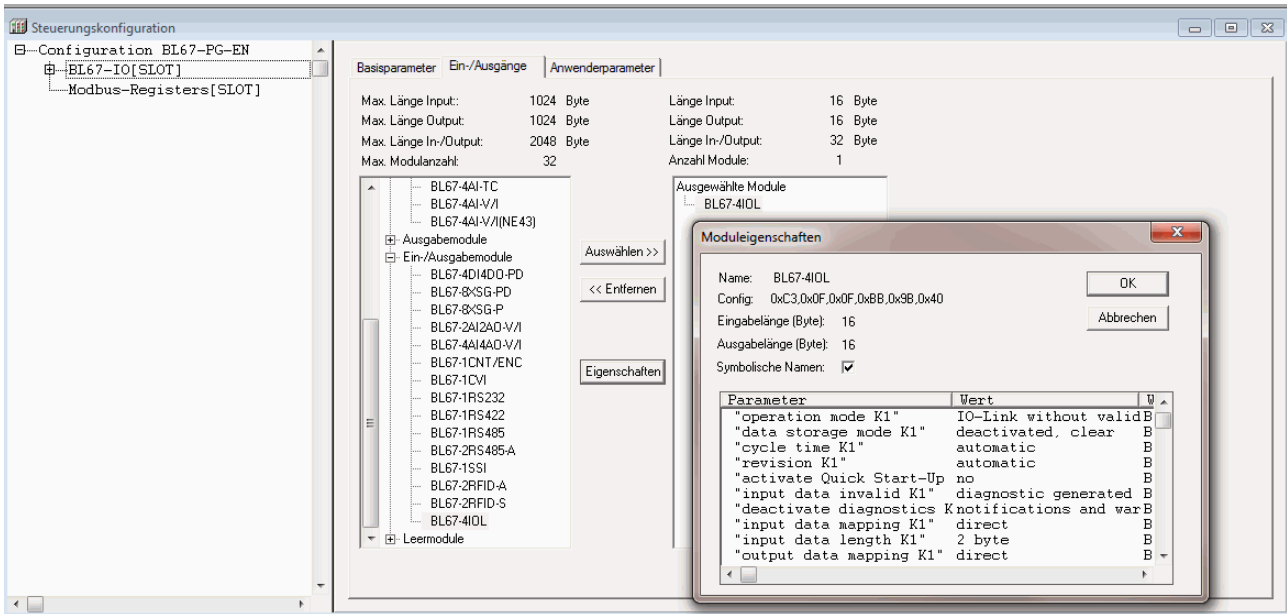 Steuerungskonfiguration
Configuration BL67-PG-EN
BL67-IO[SLOT]
Modbus-Registers[SLOT]
Basisparameter Ein-/Ausgänge Anwenderparameter
Max. Länge Input:: 1024 Byte Länge Input: 16 Byte
Max. Länge Output: 1024 Byte Länge Output: 16 Byte
Max. Länge In-/Output: 2048 Byte Länge In-/Output: 32 Byte
Max. Modulanzahl: 32 Anzahl Module: 1
BL67-4AI-TC
BL67-4AI-V/I
BL67-4AI-V/I(NE43)
Ausgabemodule
Ein-/Ausgabemodule
BL67-4DI4DO-PD
BL67-8XSG-PD
BL67-8XSG-P
BL67-2AI2AO-V/I
BL67-4AI4AO-V/I
BL67-1CNT/ENC
BL67-1CVI
BL67-1RS232
BL67-1RS422
BL67-1RS485
BL67-2RS485-A
BL67-1SSI
BL67-2RFID-A
BL67-2RFID-S
BL67-4IOL
Leermodule
Auswählen >>
<< Entfernen
Eigenschaften
Ausgewählte Module
BL67-4IOL
Moduleigenschaften
Name: BL67-4IOL
Config: 0xC3,0x0F,0x0F,0xBB,0x9B,0x40
Eingabelänge (Byte): 16
Ausgabelänge (Byte): 16
Symbolische Namen:
OK
Abbrechen
Parameter Wert W
"operation mode K1" IO-Link without valid B
"data storage mode K1" deactivated, clear B
"cycle time K1" automatic B
"revision K1" automatic B
"activate Quick Start-Up no B
"input data invalid K1" diagnostic generated B
"deactivate diagnostics K notifications and war B
"input data mapping K1" direct B
"input data length K1" 2 byte B
"output data mapping K1" direct B